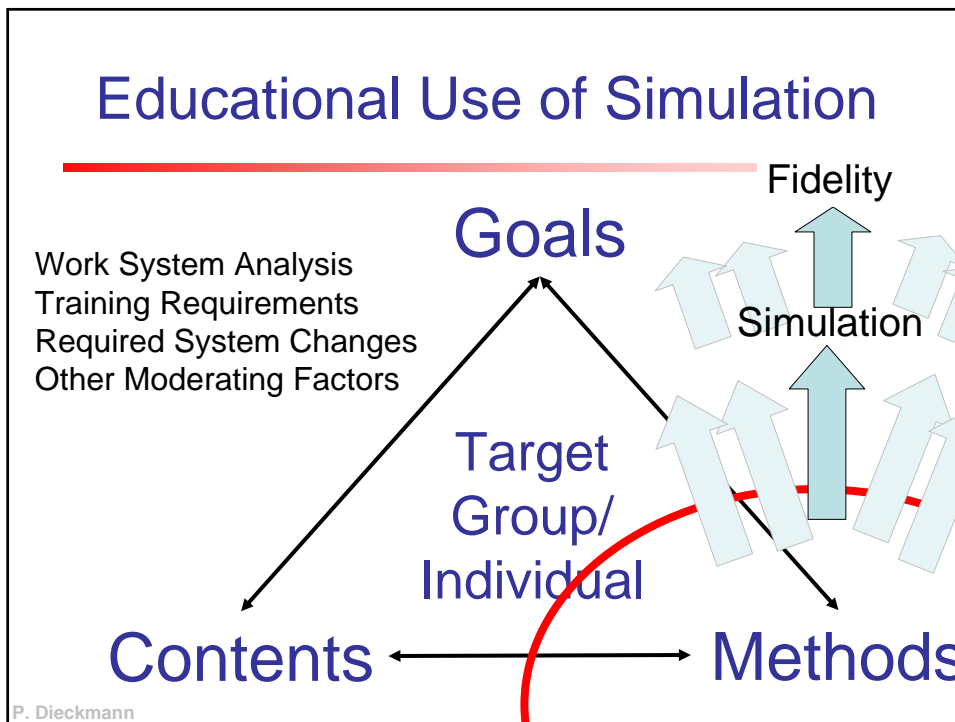 Educational Use of Simulation
Fidelity
Goals
Work System Analysis
Training Requirements
Required System Changes
Other Moderating Factors
Simulation
Target
Group/
Individual
Contents
Methods
P. Dieckmann